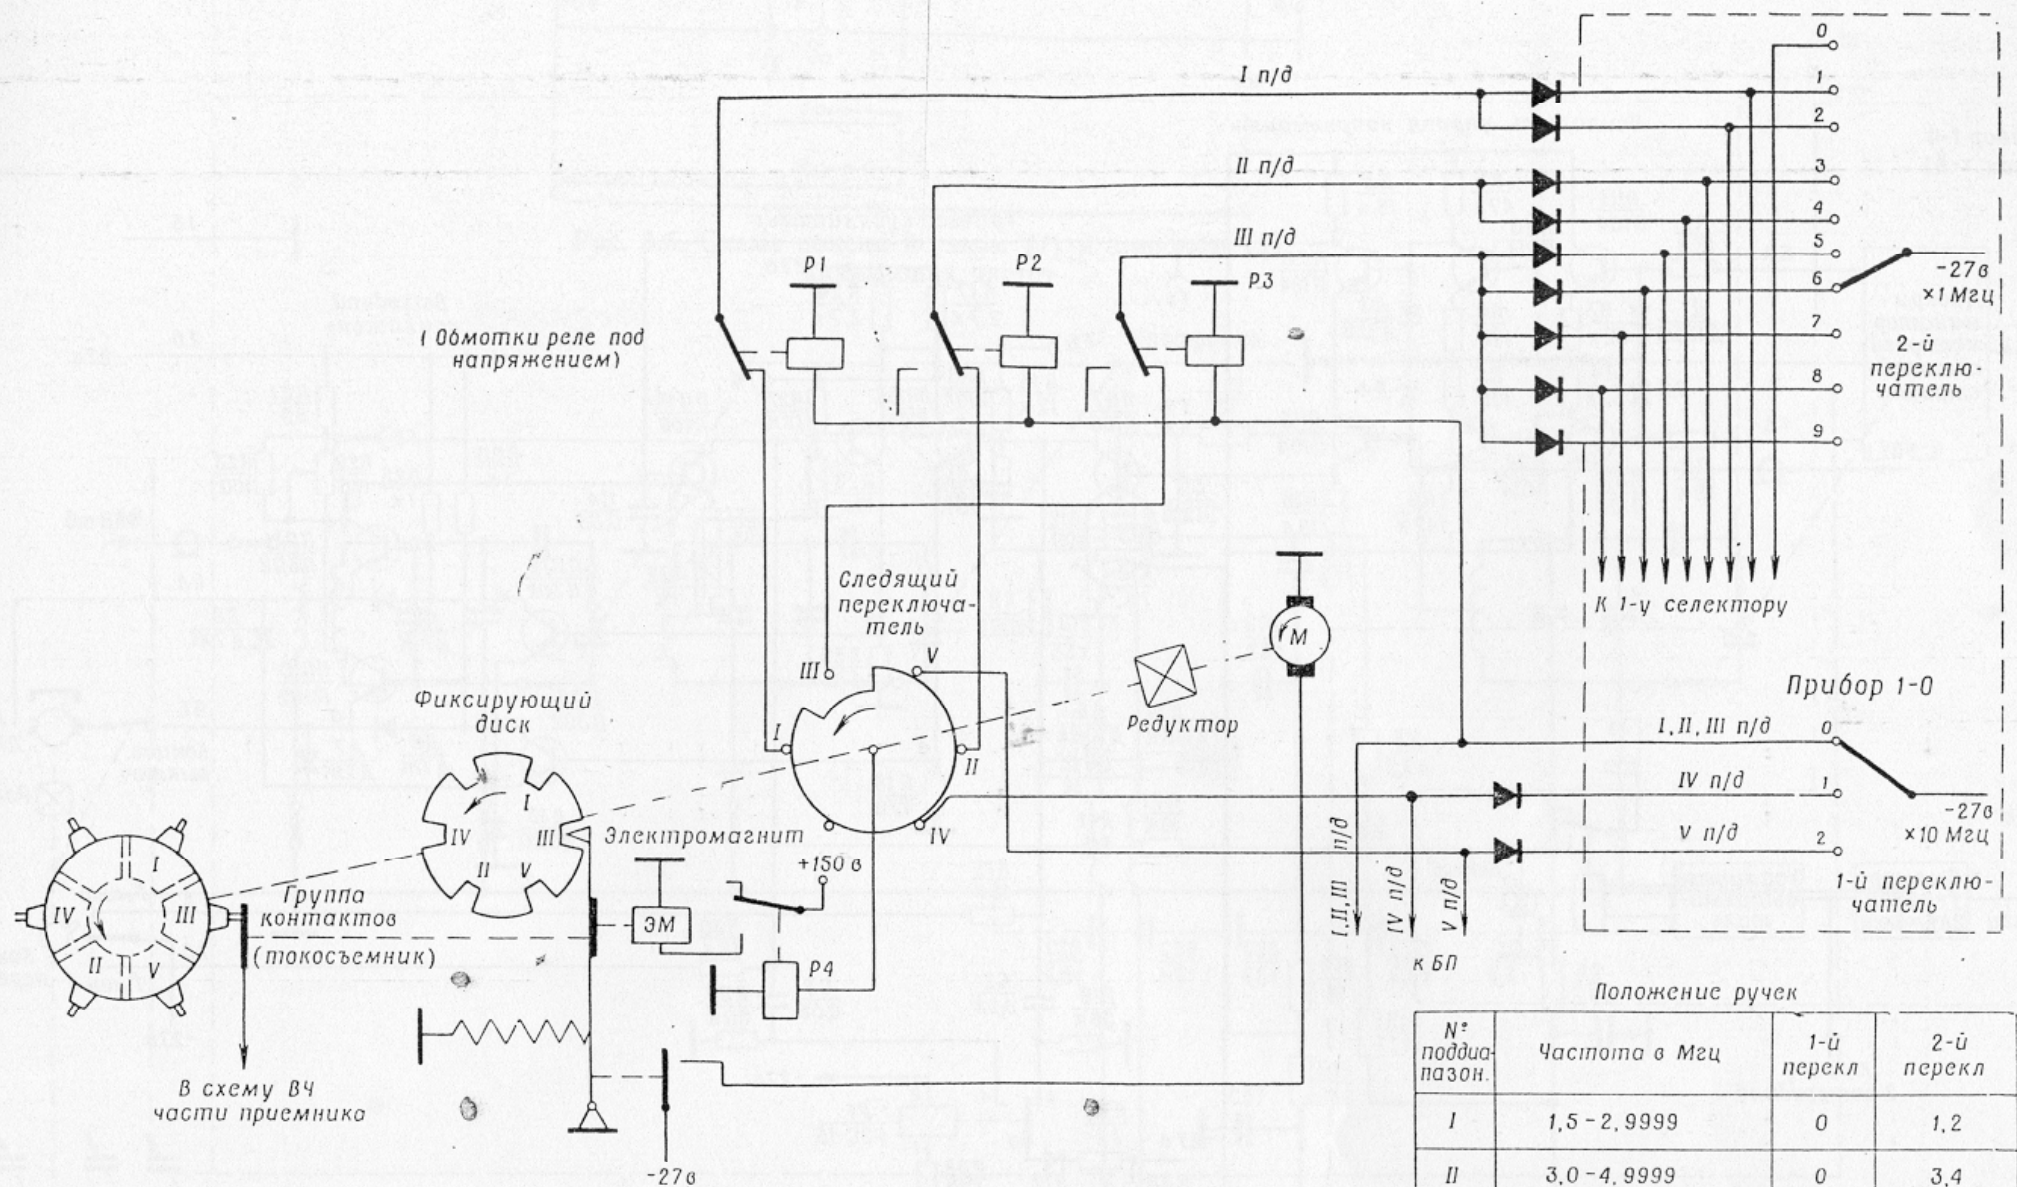 0
I п/д
1
2
II п/д
3
4
III п/д
5
6
-27в
×1 Мгц
7
2-й
переклю-
чатель
8
9
Р1
Р2
Р3
(Обмотки реле под
напряжением)
К 1-у селектору
Следящий
переключа-
тель
III
V
I
II
IV
М
Редуктор
Прибор 1-0
I, II, III п/д
0
IV п/д
1
-27в
×10 Мгц
V п/д
2
1-й переклю-
чатель
I, II, III п/д
IV п/д
V п/д
к БП
Фиксирующий
диск
I
IV
III
II
V
Электромагнит
+150 в
ЭМ
Р4
Группа
контактов
(токосъемник)
I
IV
III
II
V
В схему ВЧ
части приемника
-27в
Положение ручек
№ поддиа-пазон. Частота в Мгц 1-й перекл 2-й перекл
I 1,5-2,9999 0 1,2
II 3,0-4,9999 0 3,4